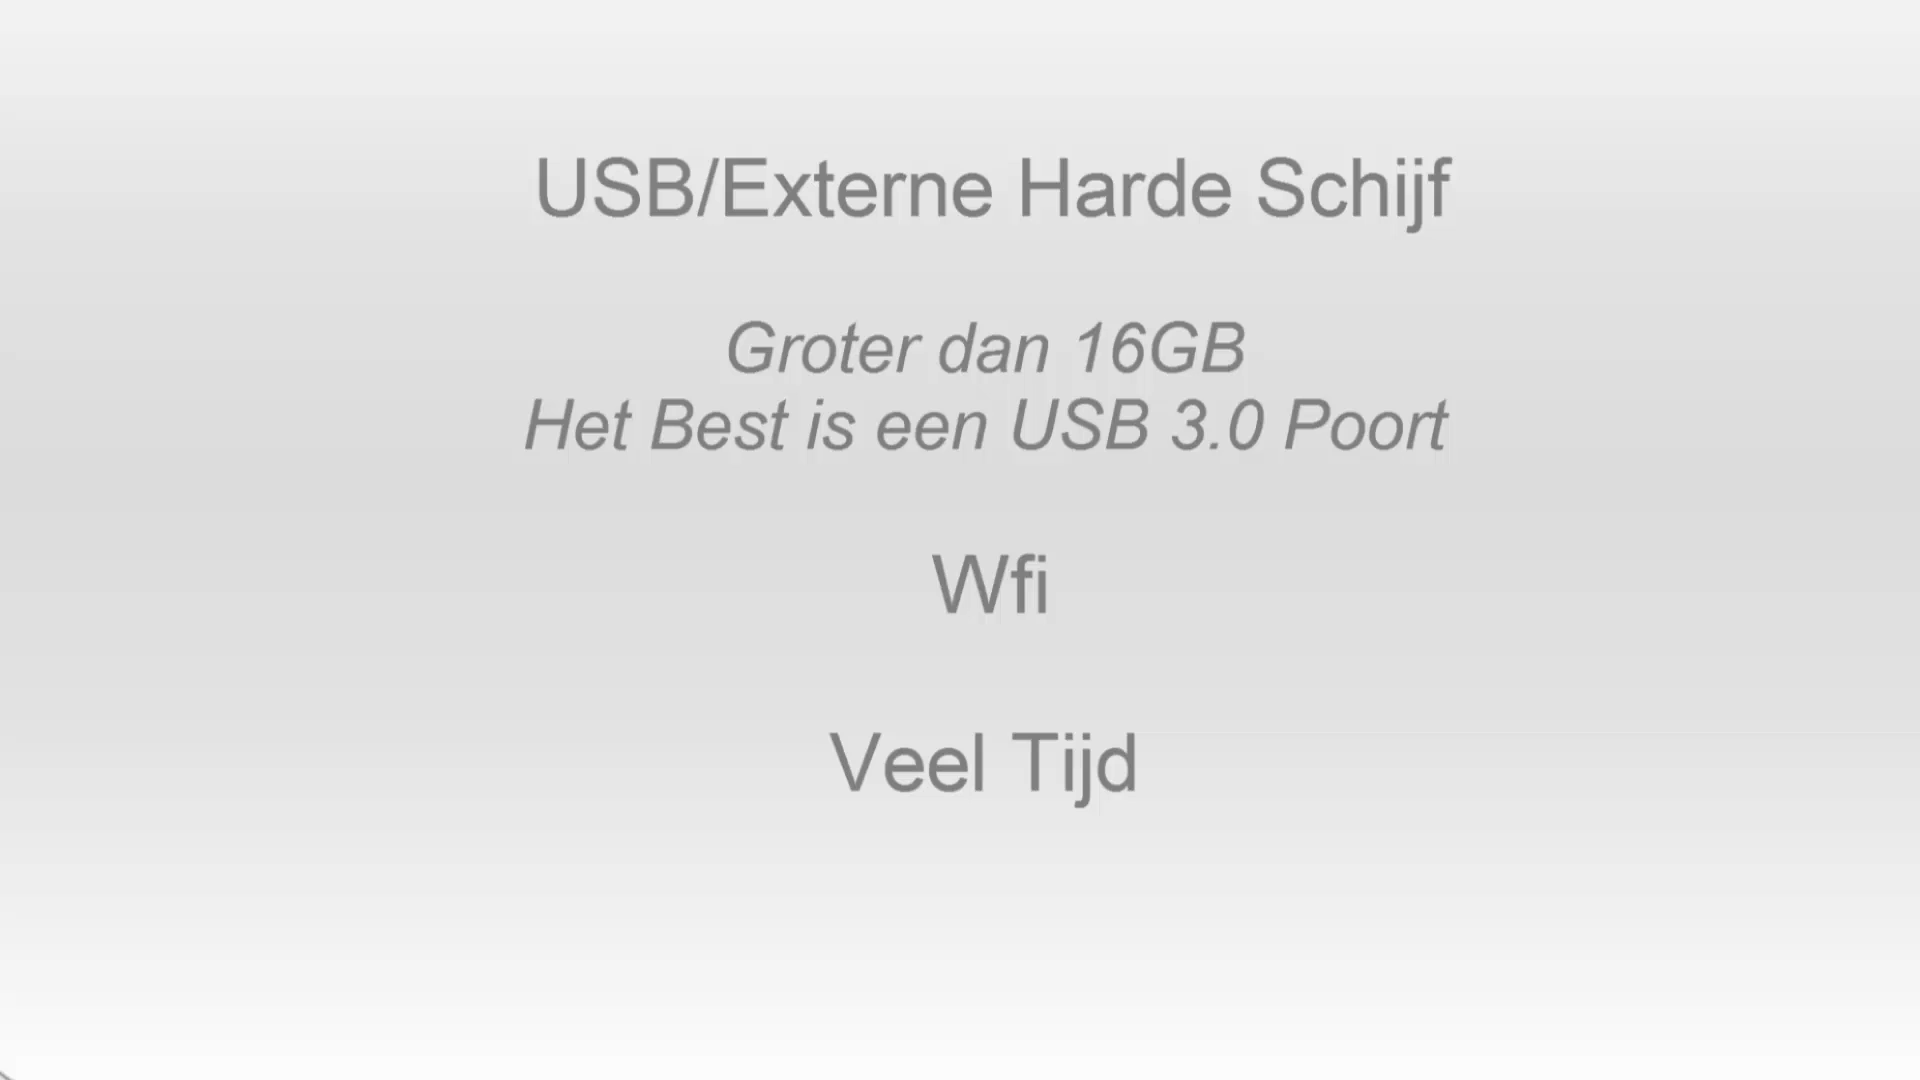 USB/Externe Harde Schijf
Groter dan 16GB
Het Best is een USB 3.0 Poort
Wfi
Veel Tijd